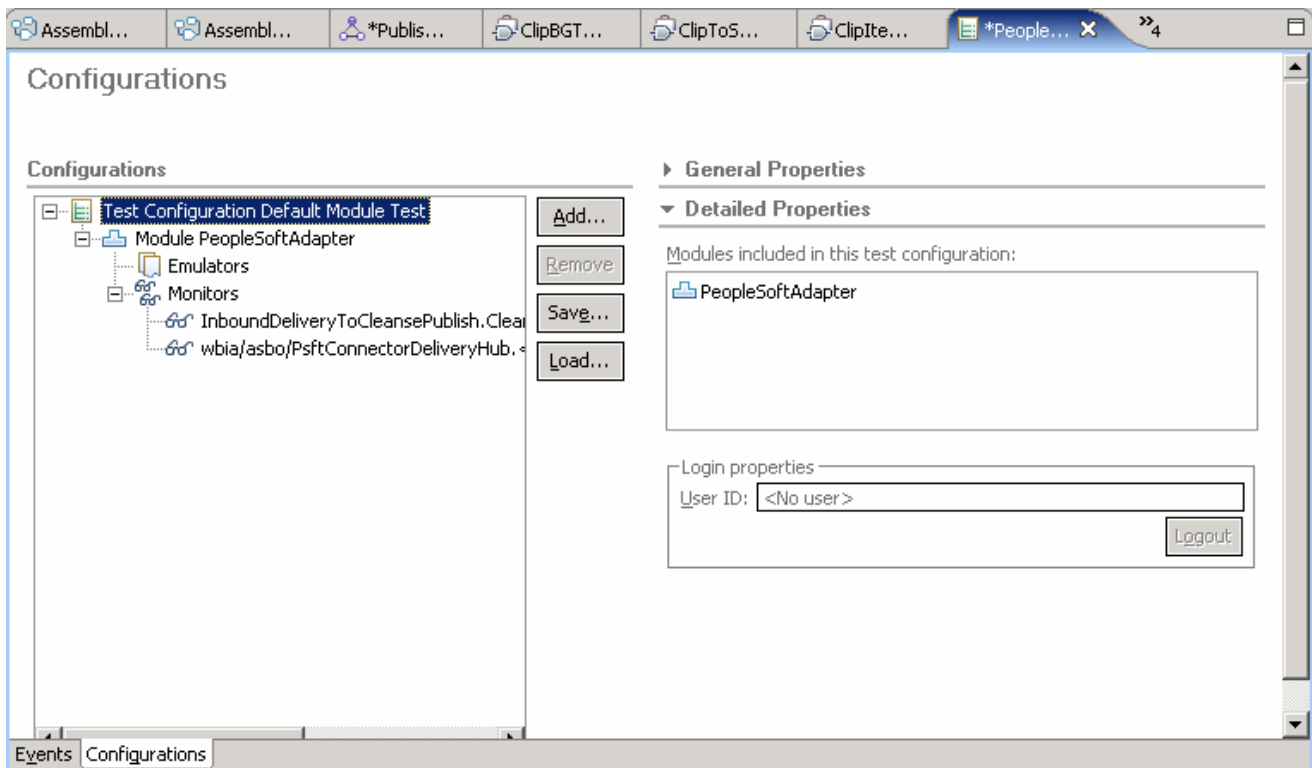 Assembl... Assembl... *Publis... ClipBGT... ClipToS... ClipIte... *People... »4
Configurations
Configurations
Test Configuration Default Module Test
Module PeopleSoftAdapter
Emulators
Monitors
InboundDeliveryToCleansePublish.Clea
wbia/asbo/PsftConnectorDeliveryHub.<
Add...
Remove
Save...
Load...
General Properties
Detailed Properties
Modules included in this test configuration:
PeopleSoftAdapter
Login properties
User ID: <No user>
Logout
Events Configurations